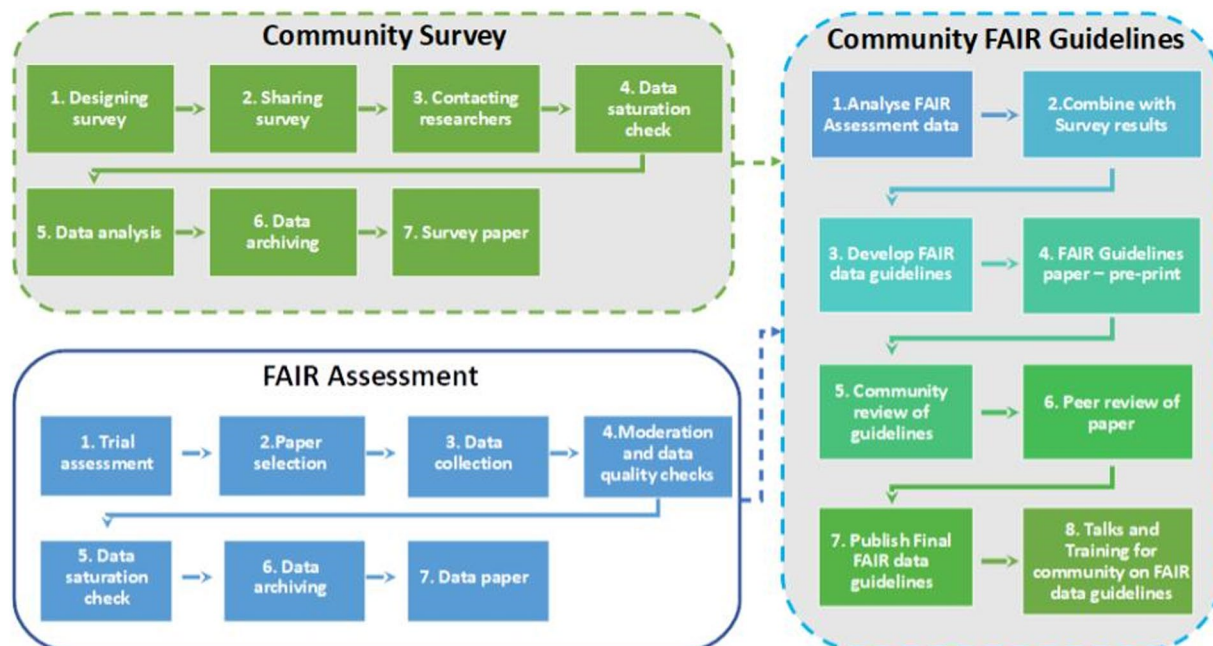 Community Survey
1. Designing
survey
2. Sharing
survey
3. Contacting
researchers
4. Data
saturation
check
5. Data analysis
6. Data
archiving
7. Survey paper
FAIR Assessment
1. Trial
assessment
2.Paper
selection
3. Data
collection
4.Moderation
and data
quality checks
5. Data
saturation
check
6. Data
archiving
7. Data paper
Community FAIR Guidelines
1.Analyse FAIR
Assessment data
2.Combine with
Survey results
3. Develop FAIR
data guidelines
4. FAIR Guidelines
paper – pre-print
5. Community
review of
guidelines
6. Peer review of
paper
7. Publish Final
FAIR data
guidelines
8. Talks and
Training for
community on FAIR
data guidelines